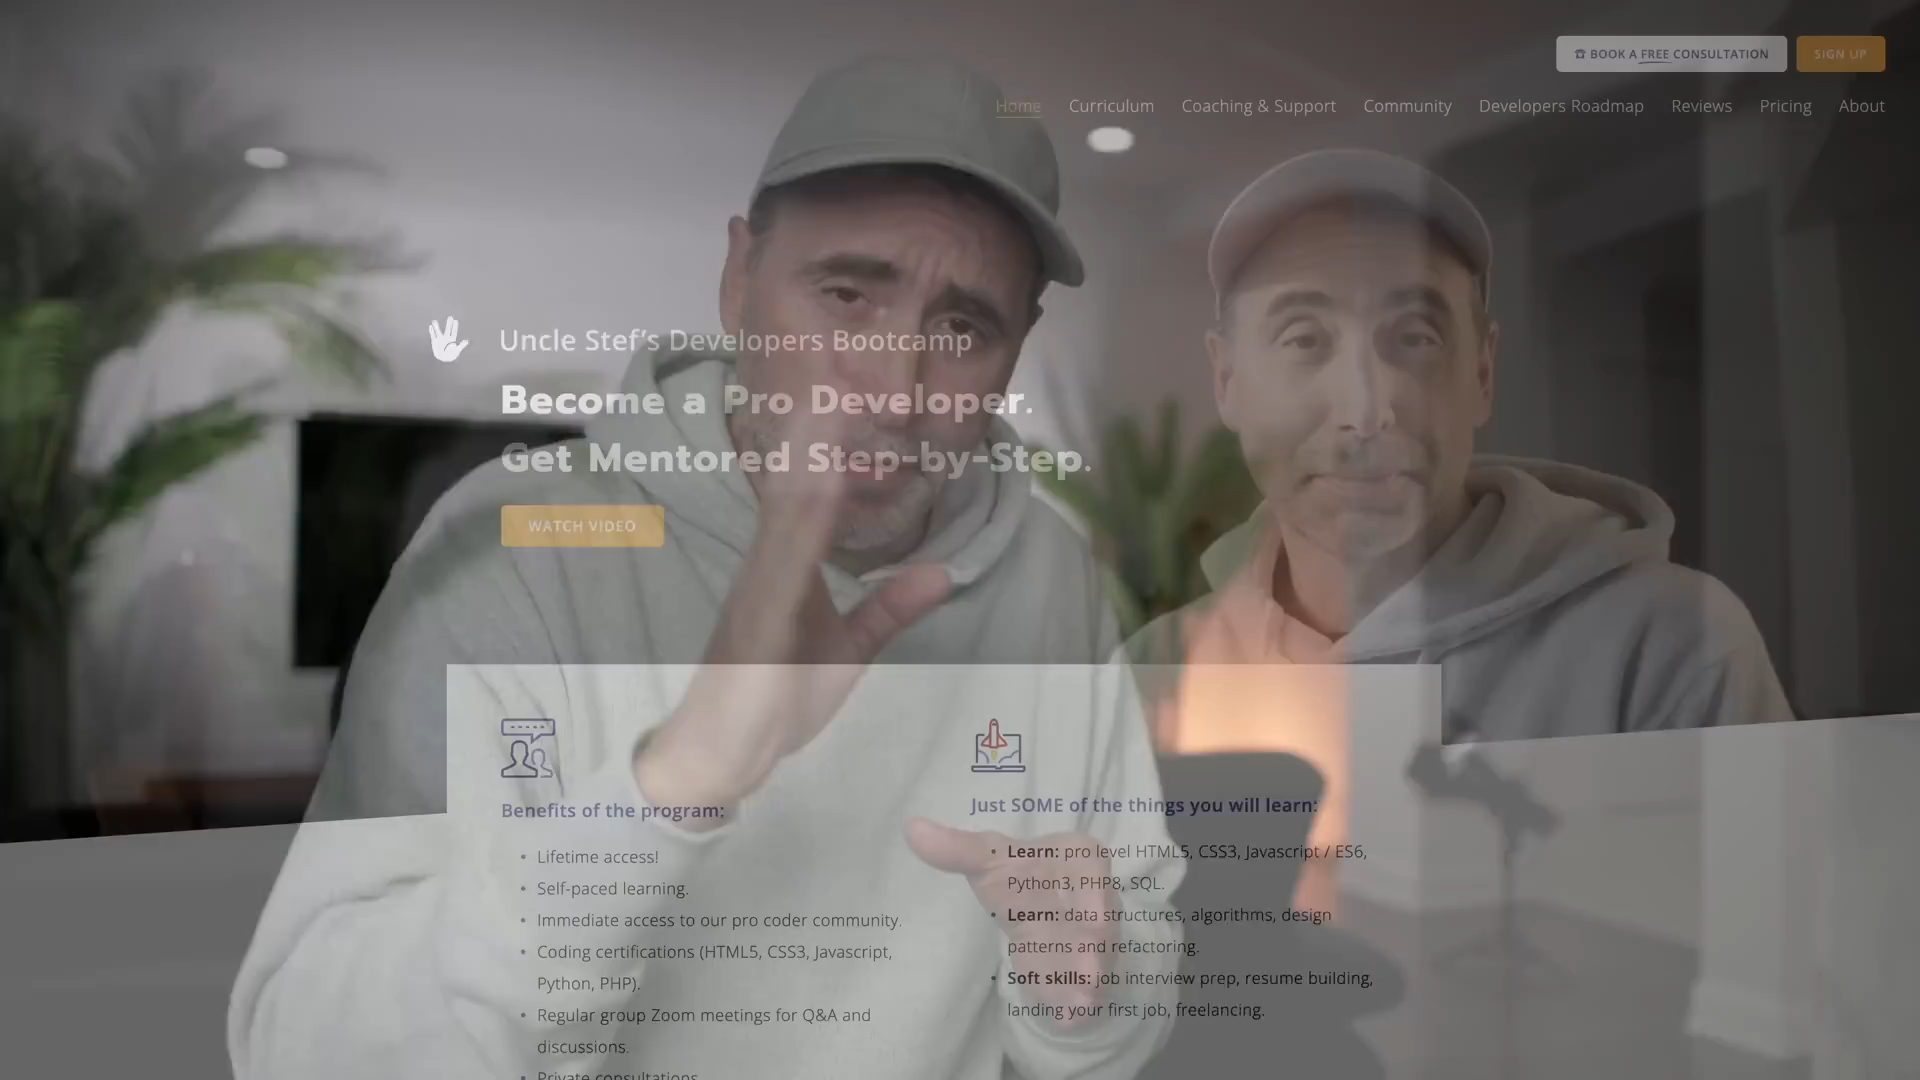 BOOK A FREE CONSULTATION
SIGN UP
Home Curriculum Coaching & Support Community Developers Roadmap Reviews Pricing About
Uncle Stef's Developers Bootcamp
Become a Pro Developer.
Get Mentored Step-by-Step.
WATCH VIDEO
Benefits of the program:
• Lifetime access!
• Self-paced learning.
• Immediate access to our pro coder community.
• Coding certifications (HTML5, CSS3, Javascript,
Python, PHP).
• Regular group Zoom meetings for Q&A and
discussions.
• Private consultations
Just SOME of the things you will learn:
• Learn: pro level HTML5, CSS3, Javascript / ES6,
Python3, PHP8, SQL.
• Learn: data structures, algorithms, design
patterns and refactoring.
• Soft skills: job interview prep, resume building,
landing your first job, freelancing.